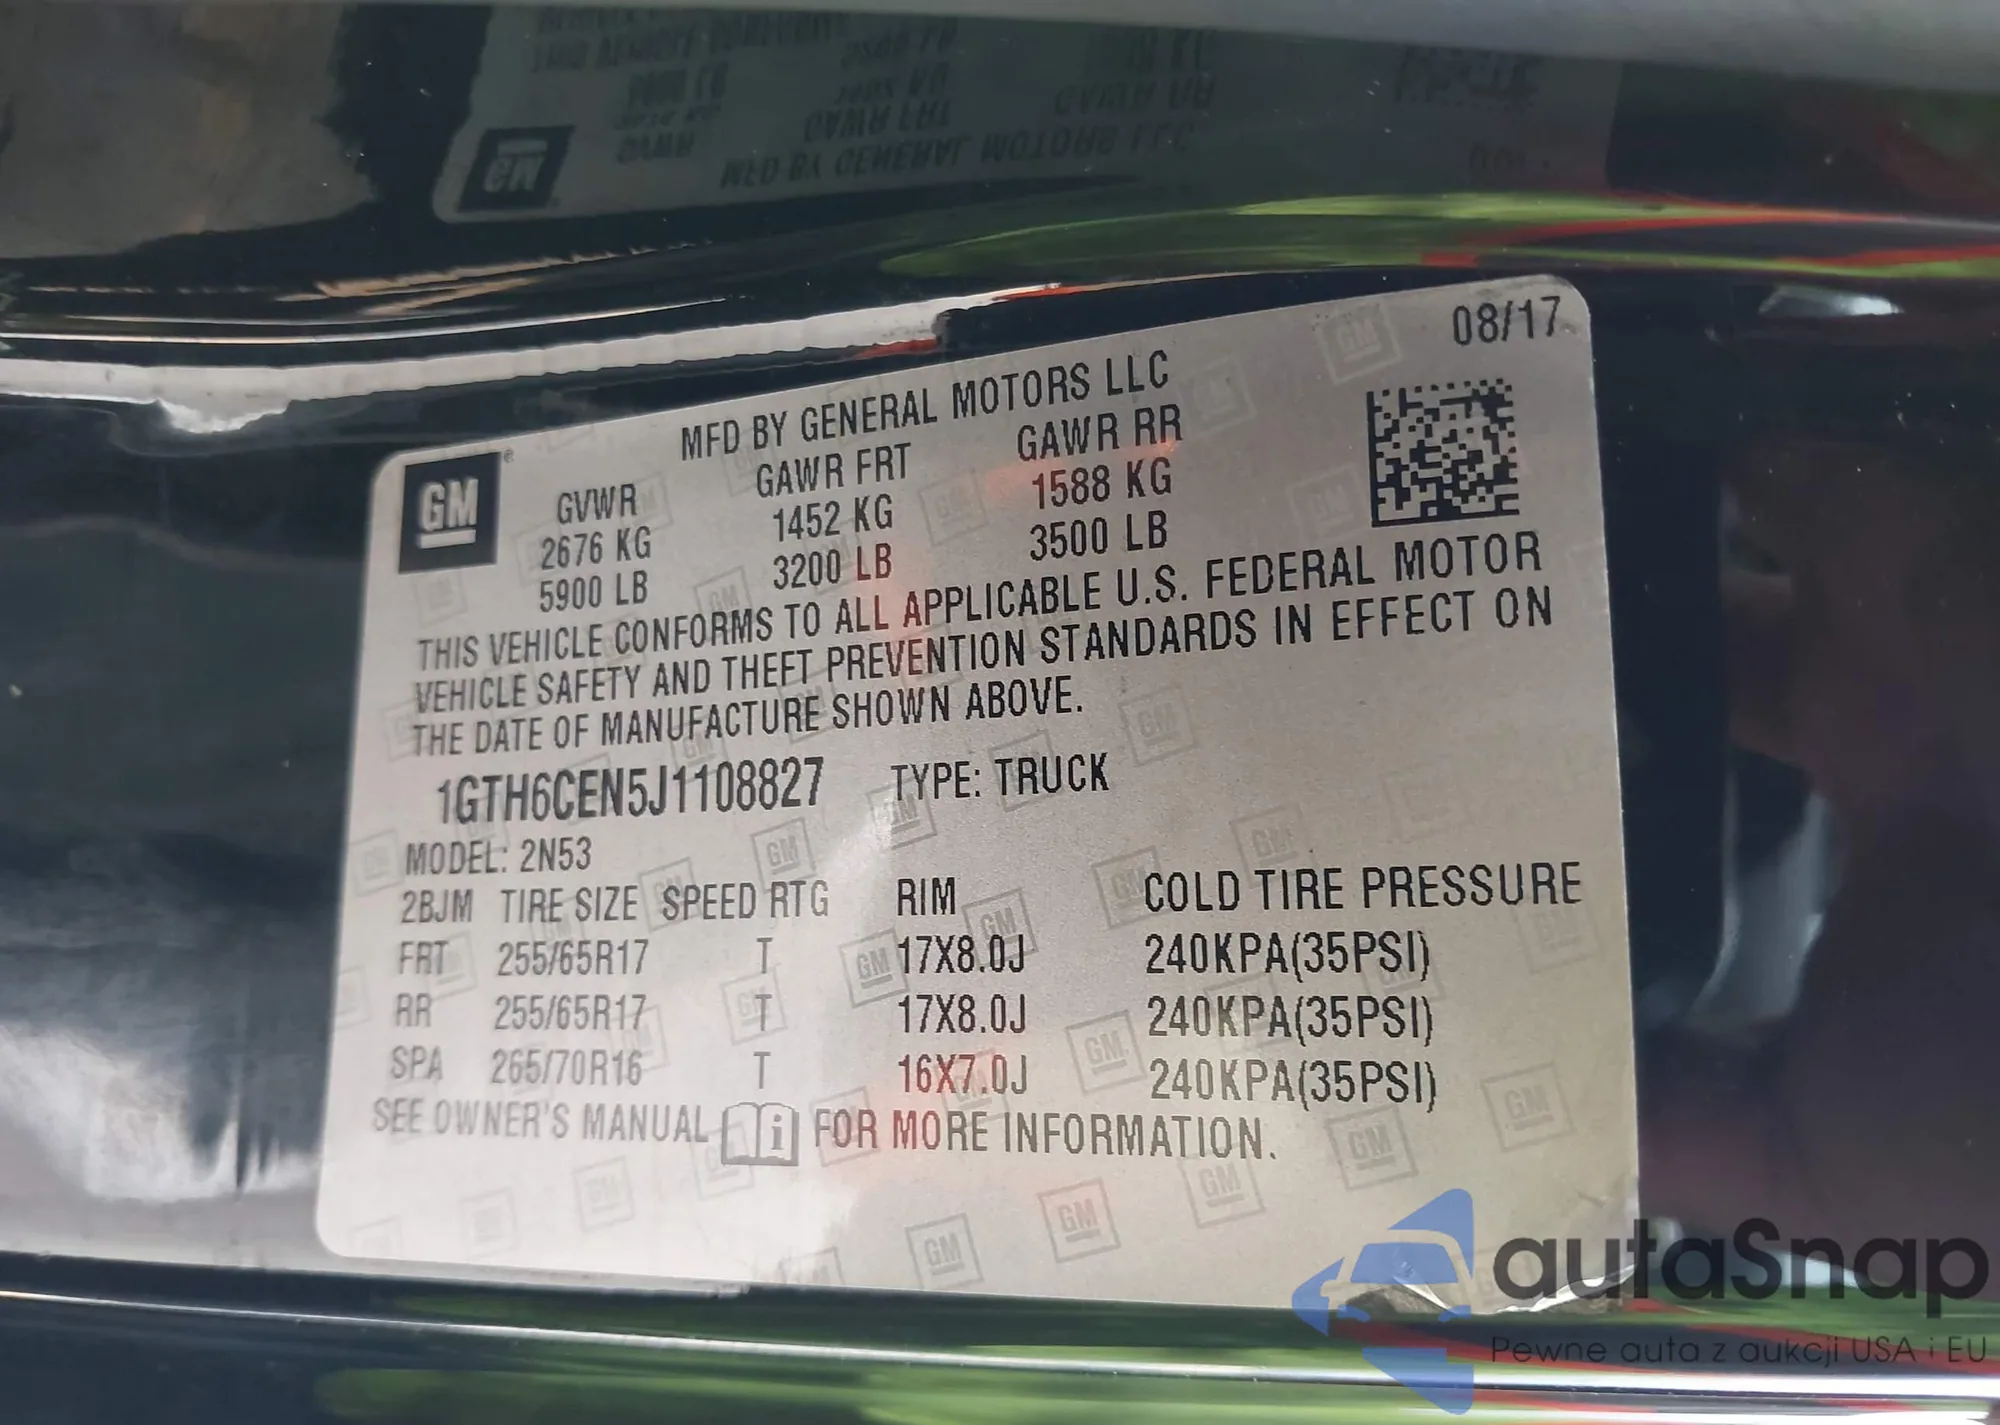 08/17
MFD BY GENERAL MOTORS LLC
GM
GVWR GAWR FRT GAWR RR
2676 KG 1452 KG 1588 KG
5900 LB 3200 LB 3500 LB
THIS VEHICLE CONFORMS TO ALL APPLICABLE U.S. FEDERAL MOTOR
VEHICLE SAFETY AND THEFT PREVENTION STANDARDS IN EFFECT ON
THE DATE OF MANUFACTURE SHOWN ABOVE.
1GTH6CEN5J1108827 TYPE: TRUCK
MODEL: 2N53
2BJM TIRE SIZE SPEED RTG RIM COLD TIRE PRESSURE
FRT 255/65R17 T 17X8.0J 240KPA(35PSI)
RR 255/65R17 T 17X8.0J 240KPA(35PSI)
SPA 265/70R16 T 16X7.0J 240KPA(35PSI)
SEE OWNER'S MANUAL i FOR MORE INFORMATION.
autaSnap
Pewne auta z aukcji USA i EU